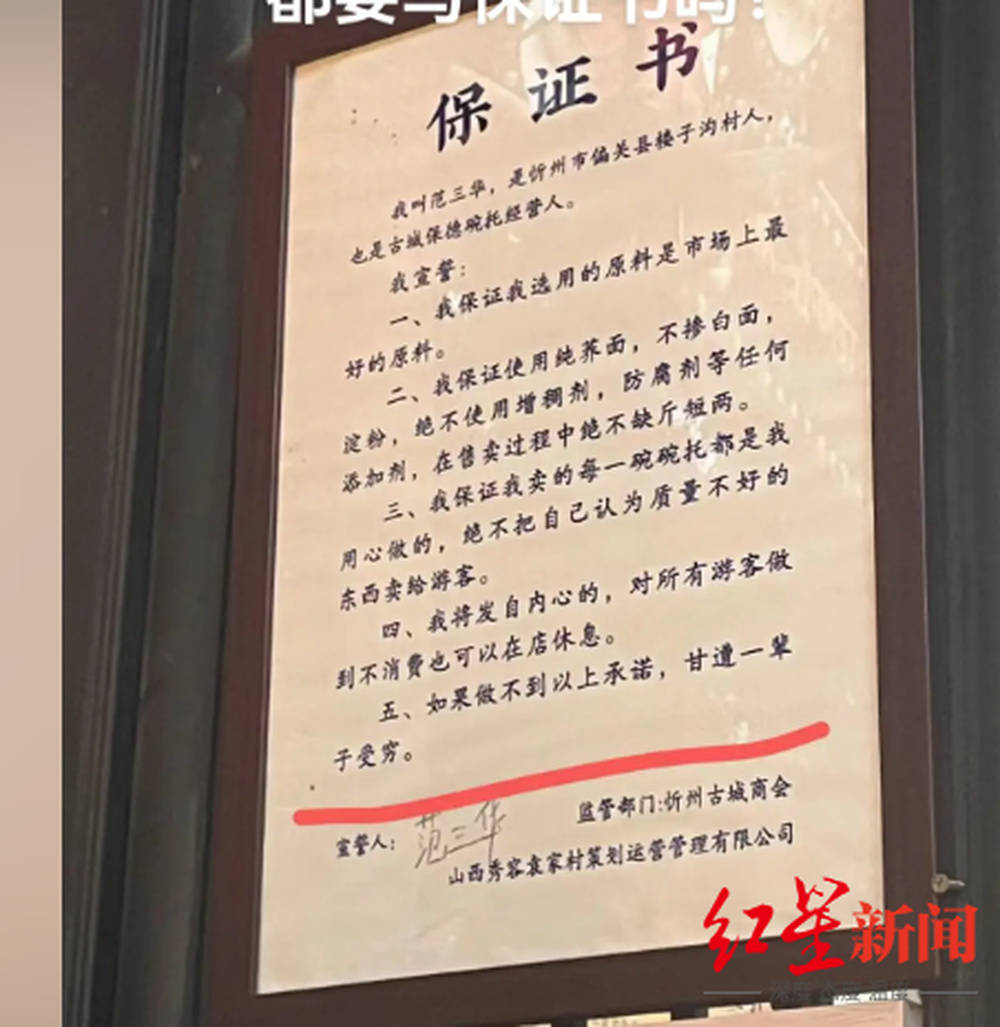 都要写保证书吗？
保证书
我叫范三华，是忻州市偏关县楼子沟村人，
也是古城保德碗托经营人。
我宣誓：
一、我保证我选用的原料是市场上最
好的原料。
二、我保证使用纯荞面，不掺白面，
淀粉，绝不使用增稠剂，防腐剂等任何
添加剂，在售卖过程中绝不缺斤短两。
三、我保证我卖的每一碗碗托都是我
用心做的，绝不把自己认为质量不好的
东西卖给游客。
四、我将发自内心的，对所有游客做
到不消费也可以在店休息。
五、如果做不到以上承诺，甘遭一辈
子受穷。
宣誓人：范三华
监管部门:忻州古城商会
山西秀容袁家村策划运营管理有限公司
红星新闻